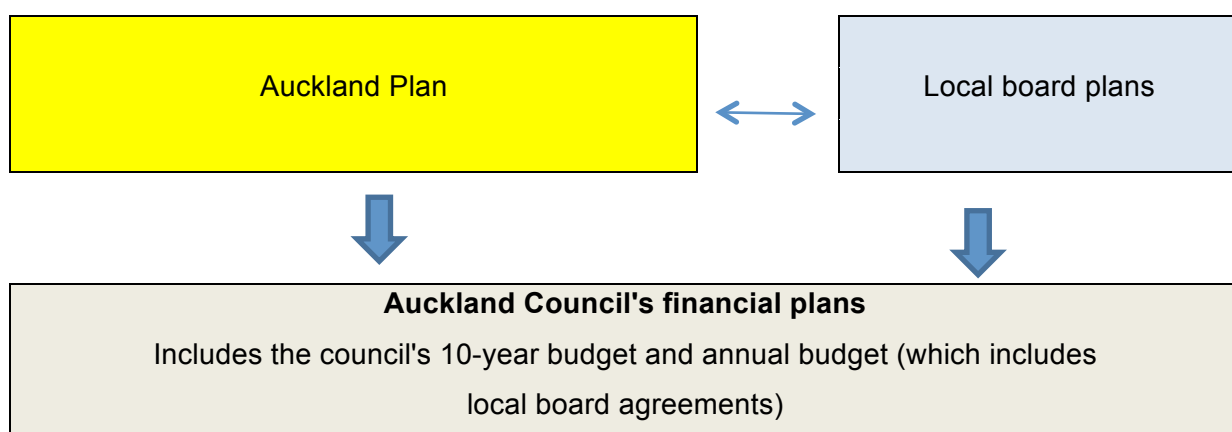 Auckland Plan
Local board plans
Auckland Council's financial plans
Includes the council's 10-year budget and annual budget (which includes
local board agreements)